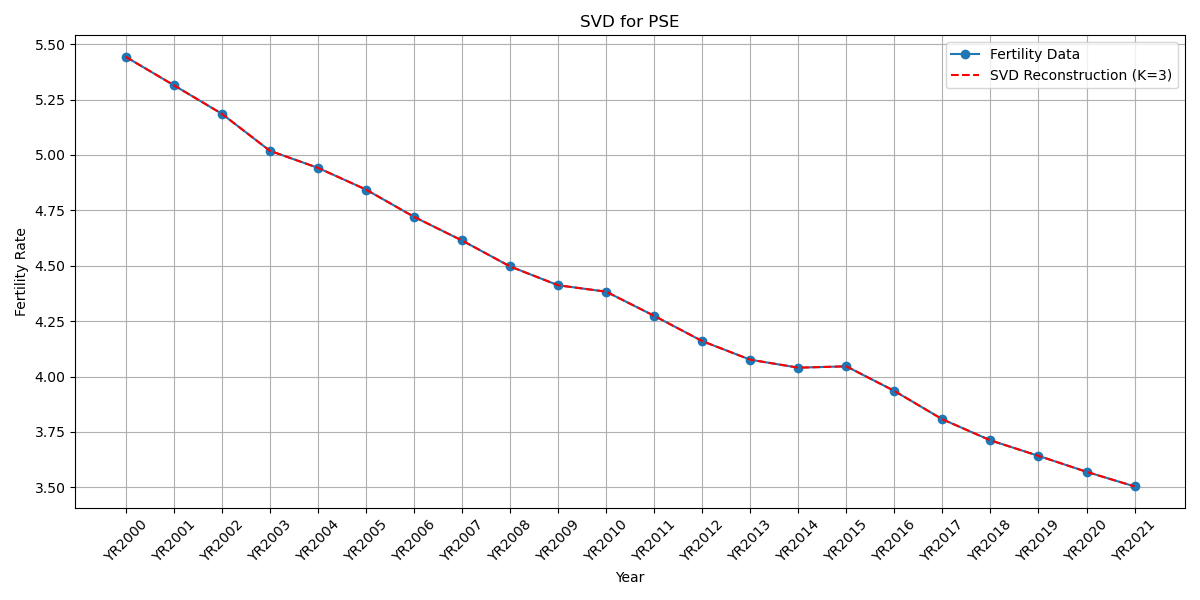 SVD for PSE
Fertility Data
SVD Reconstruction (K=3)
Fertility Rate
5.50
5.25
5.00
4.75
4.50
4.25
4.00
3.75
3.50
YR2000
YR2001
YR2002
YR2003
YR2004
YR2005
YR2006
YR2007
YR2008
YR2009
YR2010
YR2011
YR2012
YR2013
YR2014
YR2015
YR2016
YR2017
YR2018
YR2019
YR2020
YR2021
Year